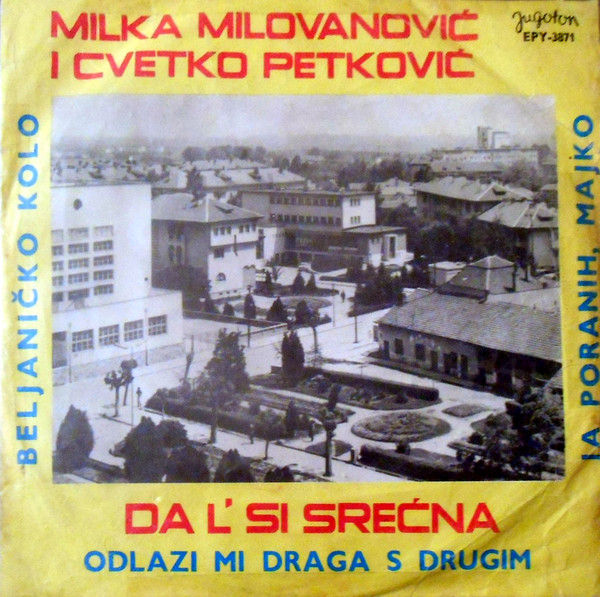 MILKA MILOVANOVIĆ
I CVETKO PETKOVIĆ
Jugoton
EPY-3871
BELJANIČKO KOLO
JA PORANIH, MAJKO
DA L' SI SREĆNA
ODLAZI MI DRAGA S DRUGIM